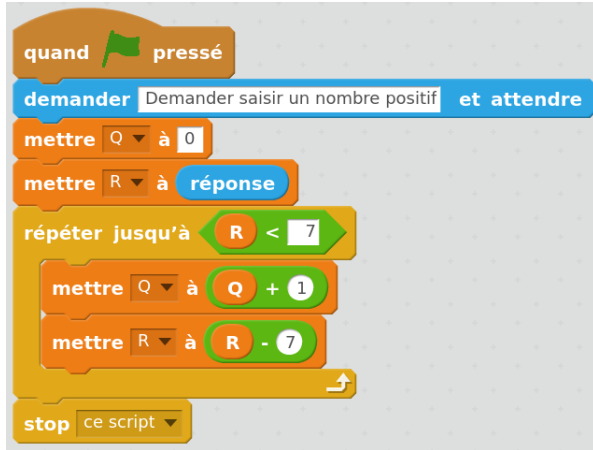 quand pressé
demander Demander saisir un nombre positif et attendre
mettre Q à 0
mettre R à réponse
répéter jusqu'à R < 7
mettre Q à Q + 1
mettre R à R - 7
stop ce script